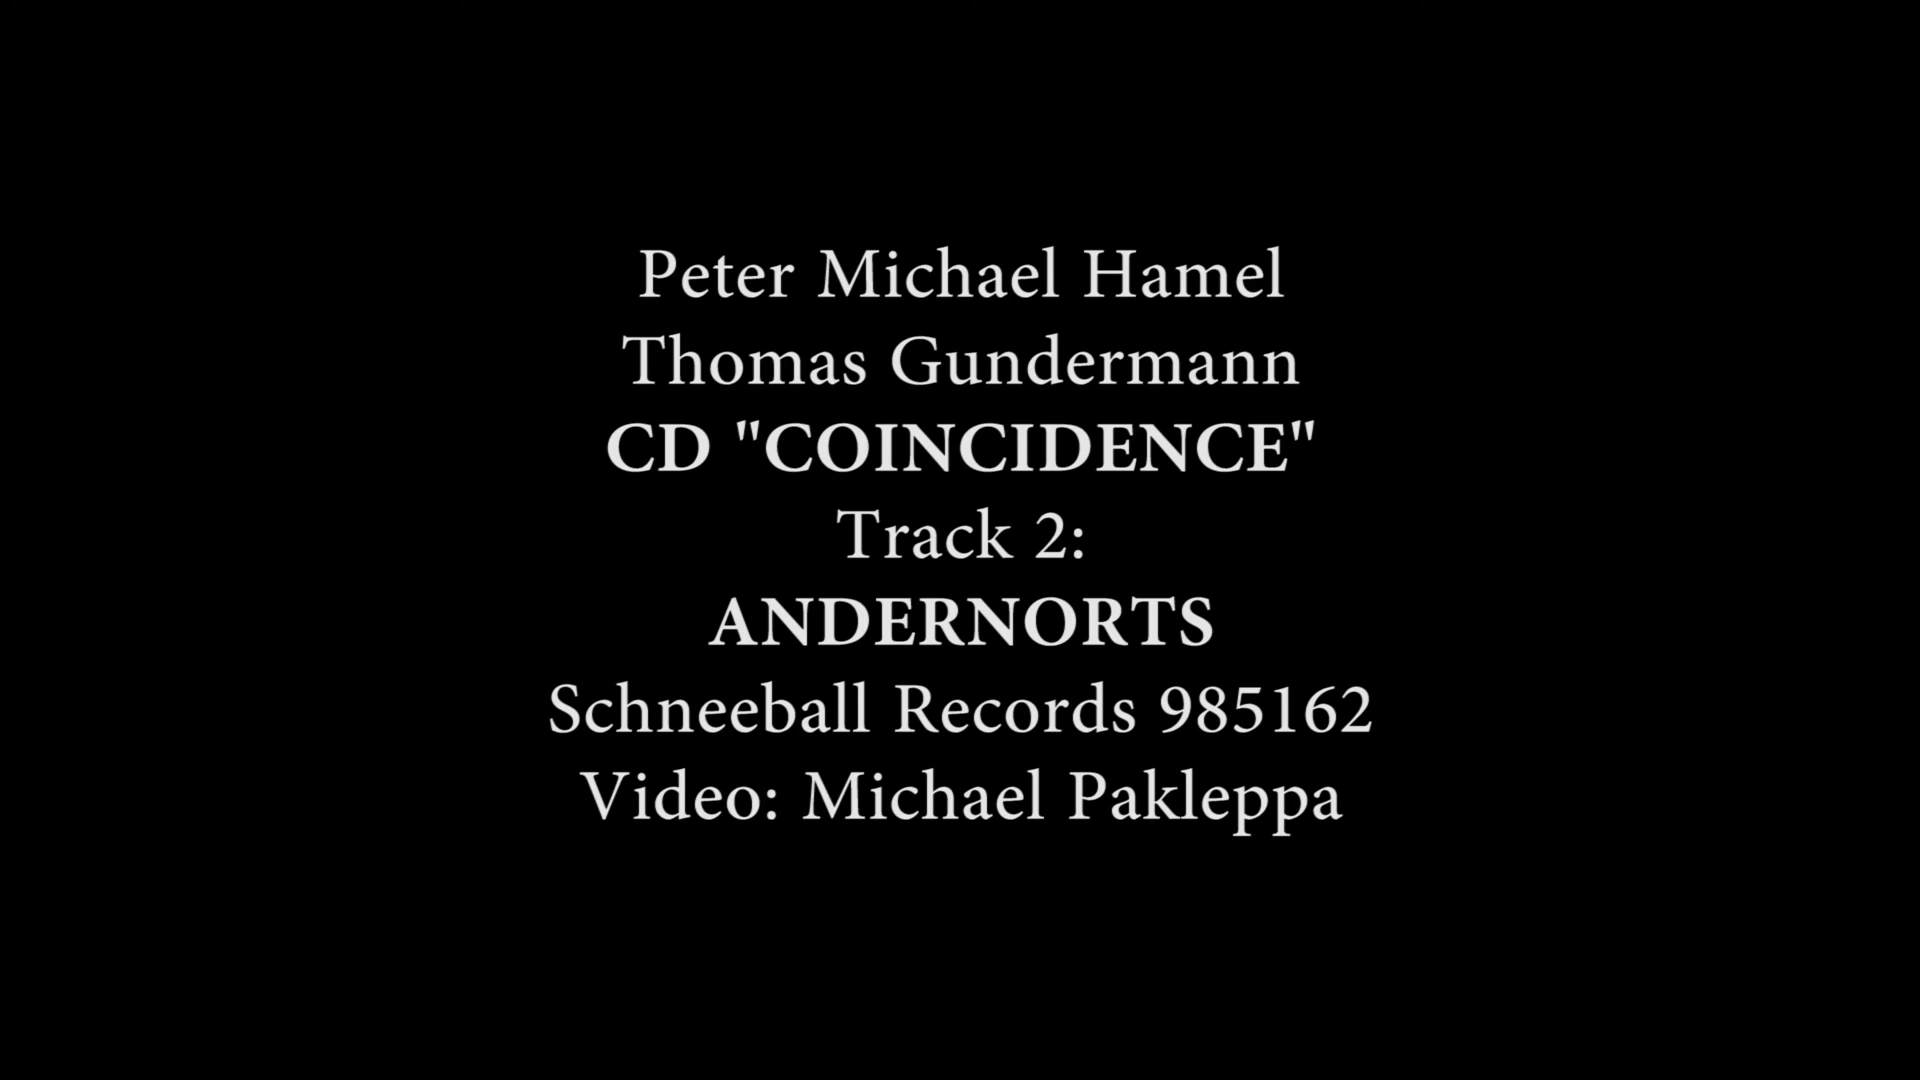 Peter Michael Hamel
Thomas Gundermann
CD "COINCIDENCE"
Track 2:
ANDERNORTS
Schneeball Records 985162
Video: Michael Pakleppa